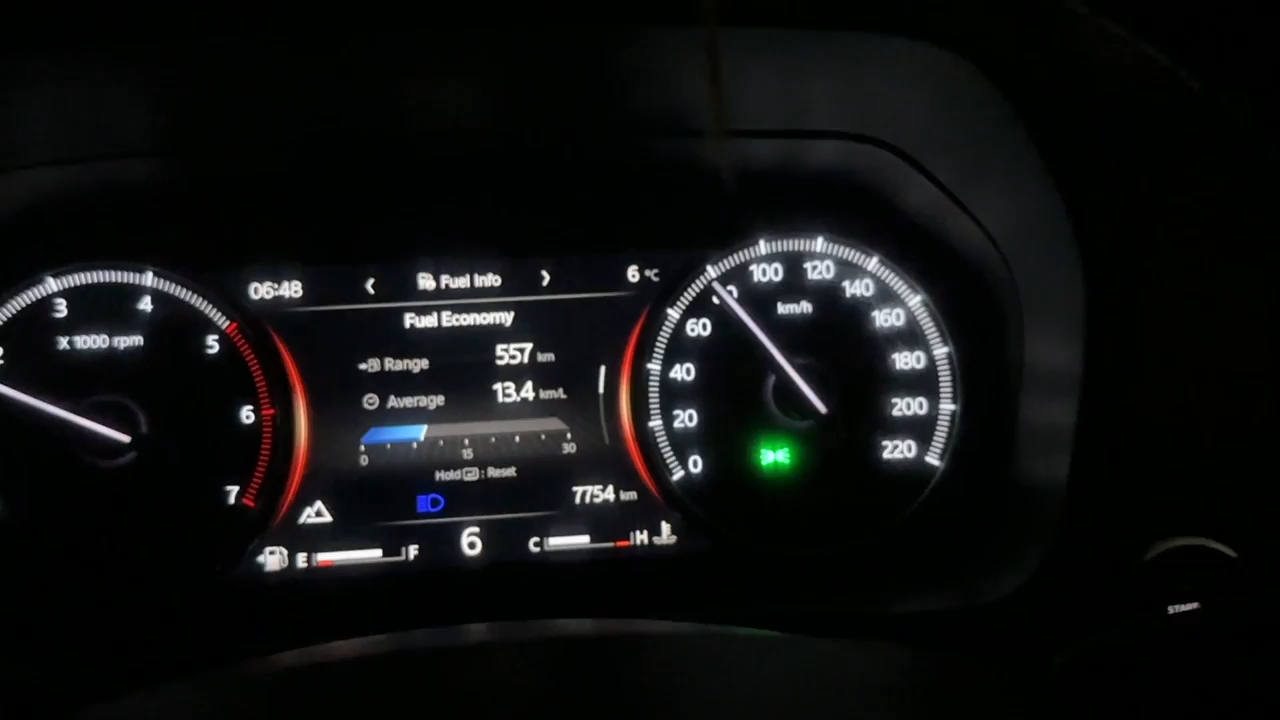 06:48
Fuel Info
6 °C
Fuel Economy
Range 557 km
Average 13.4 km/L
0 15 30
Hold : Reset
7754 km
E F
6
C H
3 4 5 6 7
X 1000 rpm
0 20 40 60 100 120 140 160 180 200 220
km/h
START